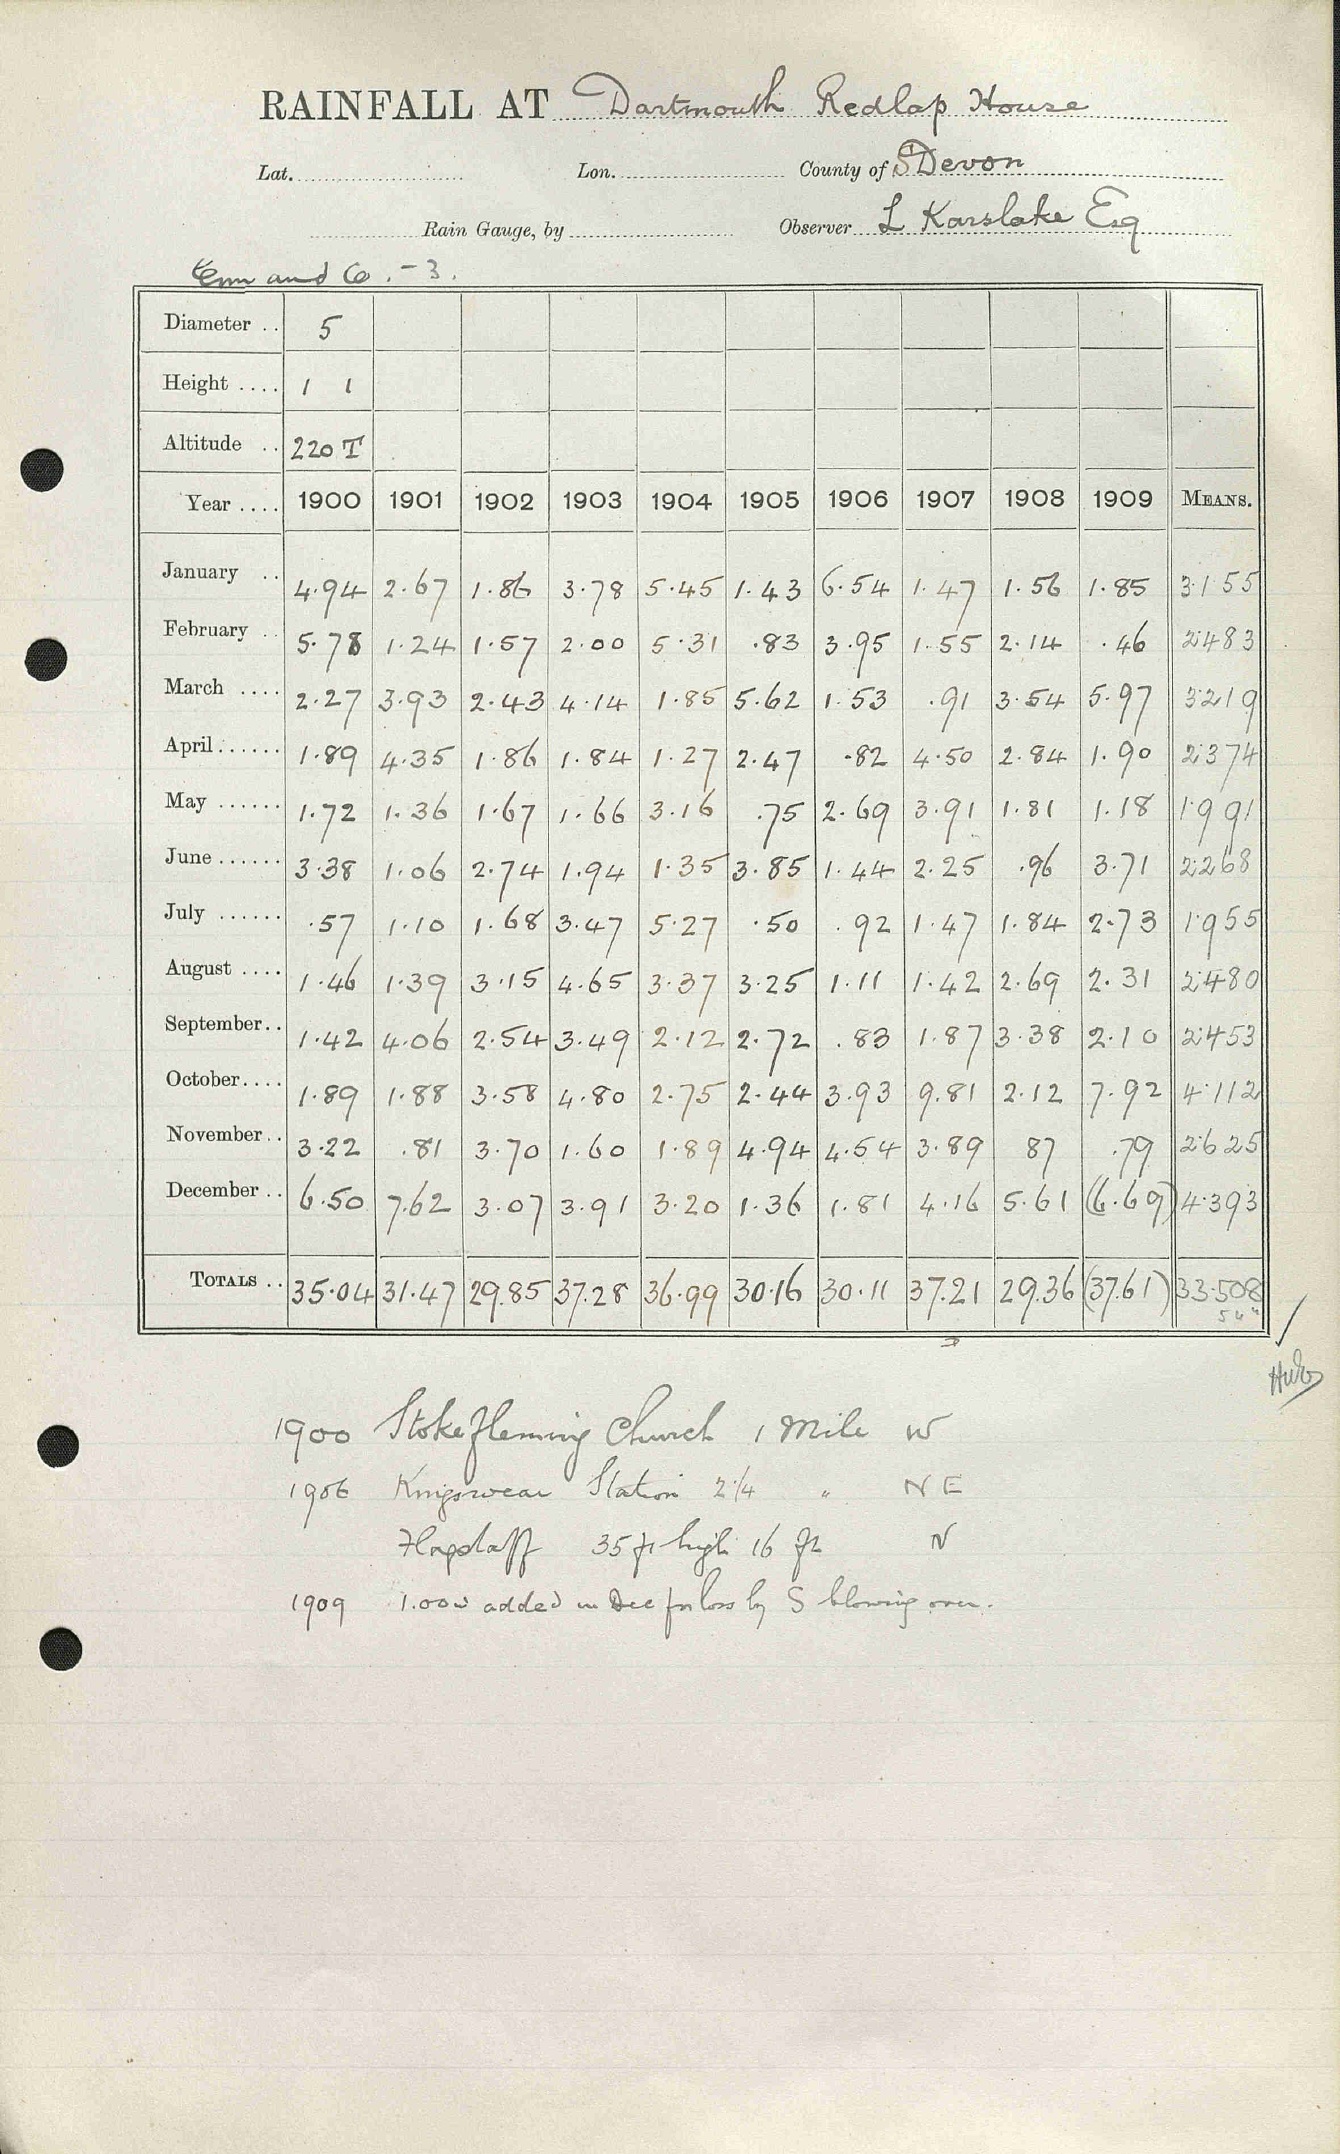 RAINFALL AT Dartmouth Redlap House
Lat. Lon. County of S Devon
Rain Gauge, by Observer L Karslake Esq
and Co. - 3.
Diameter .. 5
Height .... 1 1
Altitude .. 220 T
Year .... 1900 1901 1902 1903 1904 1905 1906 1907 1908 1909 MEANS.
January .. 4.94 2.67 1.86 3.78 5.45 1.43 6.54 1.47 1.56 1.85 3.155
February .. 5.78 1.24 1.57 2.00 5.31 .83 3.95 1.55 2.14 .46 2.483
March .... 2.27 3.93 2.43 4.14 1.85 5.62 1.53 .91 3.54 5.97 3.219
April...... 1.89 4.35 1.86 1.84 1.27 2.47 .82 4.50 2.84 1.90 2.374
May ...... 1.72 1.36 1.67 1.66 3.16 .75 2.69 3.91 1.81 1.18 1.991
June ...... 3.38 1.06 2.74 1.94 1.35 3.85 1.44 2.25 .96 3.71 2.268
July ...... .57 1.10 1.68 3.47 5.27 .50 .92 1.47 1.84 2.73 1.955
August .... 1.46 1.39 3.15 4.65 3.37 3.25 1.11 1.42 2.69 2.31 2.480
September.. 1.42 4.06 2.54 3.49 2.12 2.72 .83 1.87 3.38 2.10 2.453
October.... 1.89 1.88 3.58 4.80 2.75 2.44 3.93 9.81 2.12 7.92 4.112
November.. 3.22 .81 3.70 1.60 1.89 4.94 4.54 3.89 87 .79 2.625
December .. 6.50 7.62 3.07 3.91 3.20 1.36 1.81 4.16 5.61 (6.69) 4.393
TOTALS .. 35.04 31.47 29.85 37.28 36.99 30.16 30.11 37.21 29.36 (37.61) 33.508
1900 Stoke Fleming Church 1 Mile W
1906 Kingswear Station 2 1/4 " NE
Flagstaff 35 ft high 16 ft N
1909 1.00 added in Dec for loss by S blowing over.